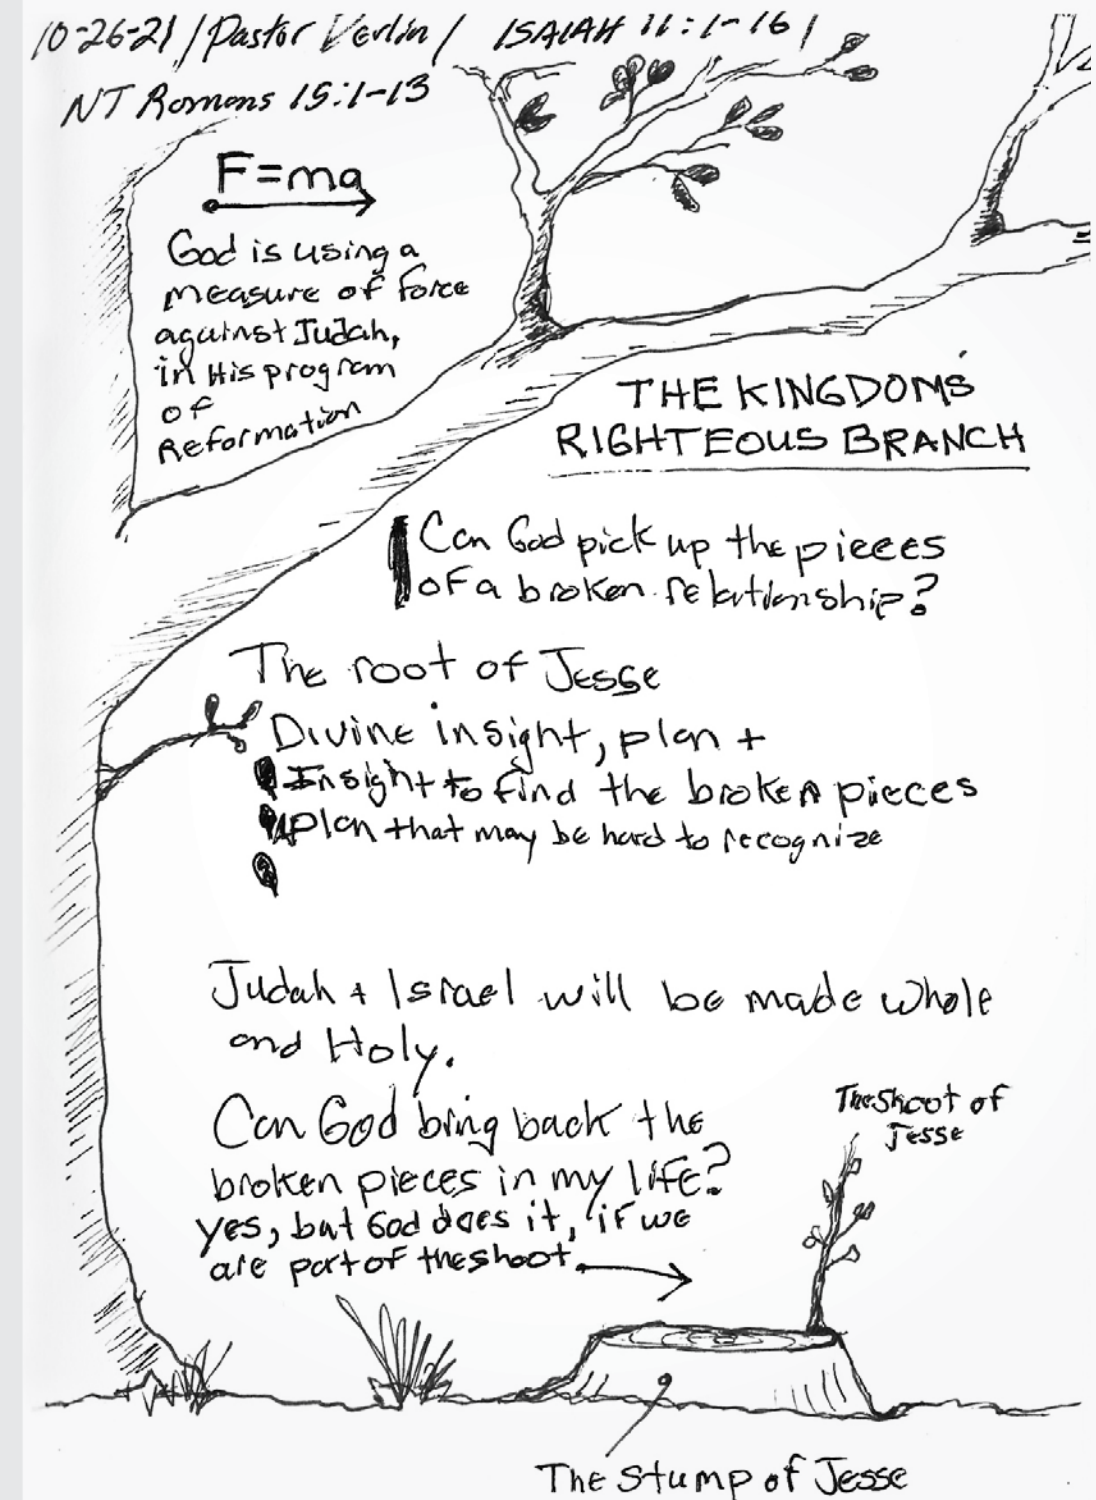 10-26-21 / Pastor Verlin / ISAIAH 11:1-16 /
NT Romans 15:1-13
F=ma
God is using a
measure of force
against Judah,
in His program
of
Reformation
THE KINGDOM'S
RIGHTEOUS BRANCH
Can God pick up the pieces
of a broken relationship?
The root of Jesse
Divine insight, plan +
Insight to find the broken pieces
plan that may be hard to recognize
Judah + Israel will be made whole
and Holy.
Can God bring back the
broken pieces in my life?
yes, but God does it, if we
are part of the shoot.
The Shoot of
Jesse
The Stump of Jesse